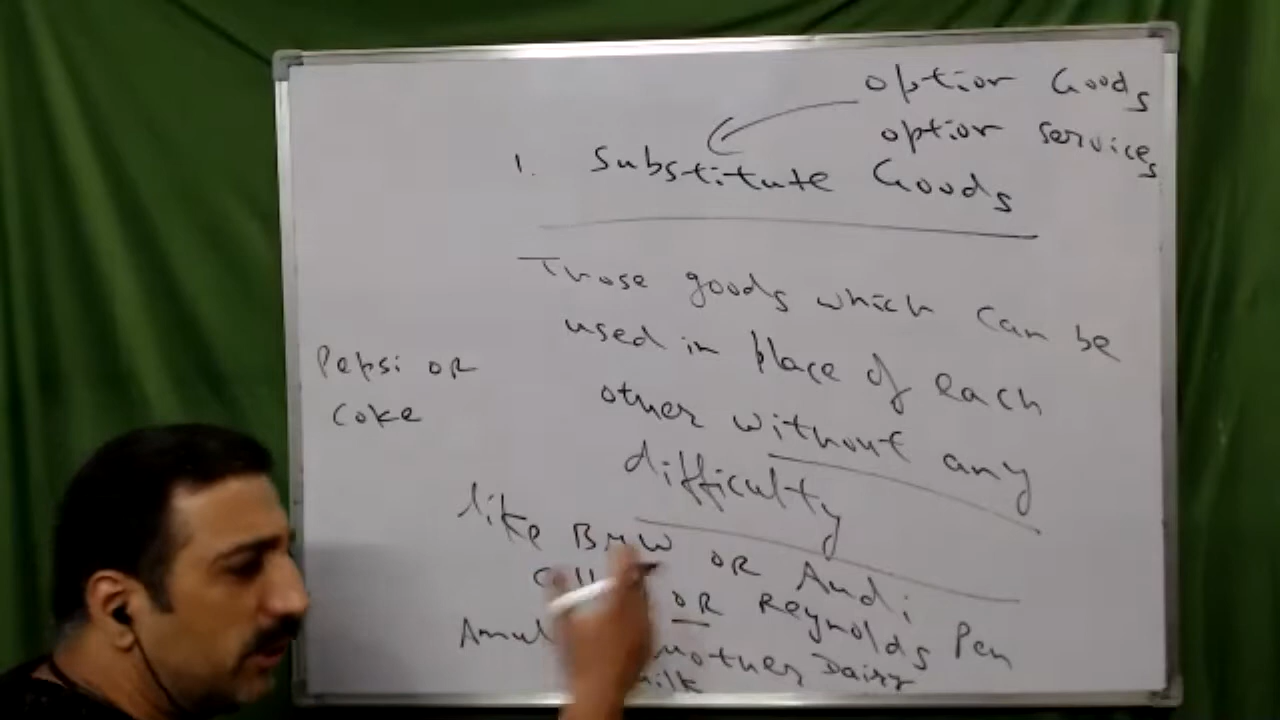 Option Goods
Option services
1. Substitute Goods
Those goods which can be
used in place of each
other without any
difficulty
Pepsi OR
Coke
like BMW OR Audi
OR Reynolds Pen
Amul Mother Dairy
milk